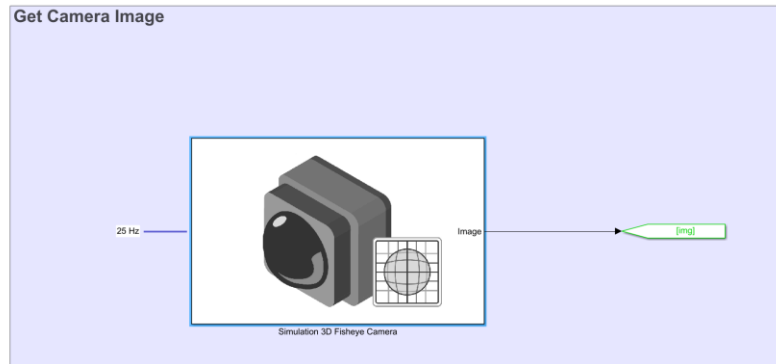 Get Camera Image
25 Hz
Image
[img]
Simulation 3D Fisheye Camera